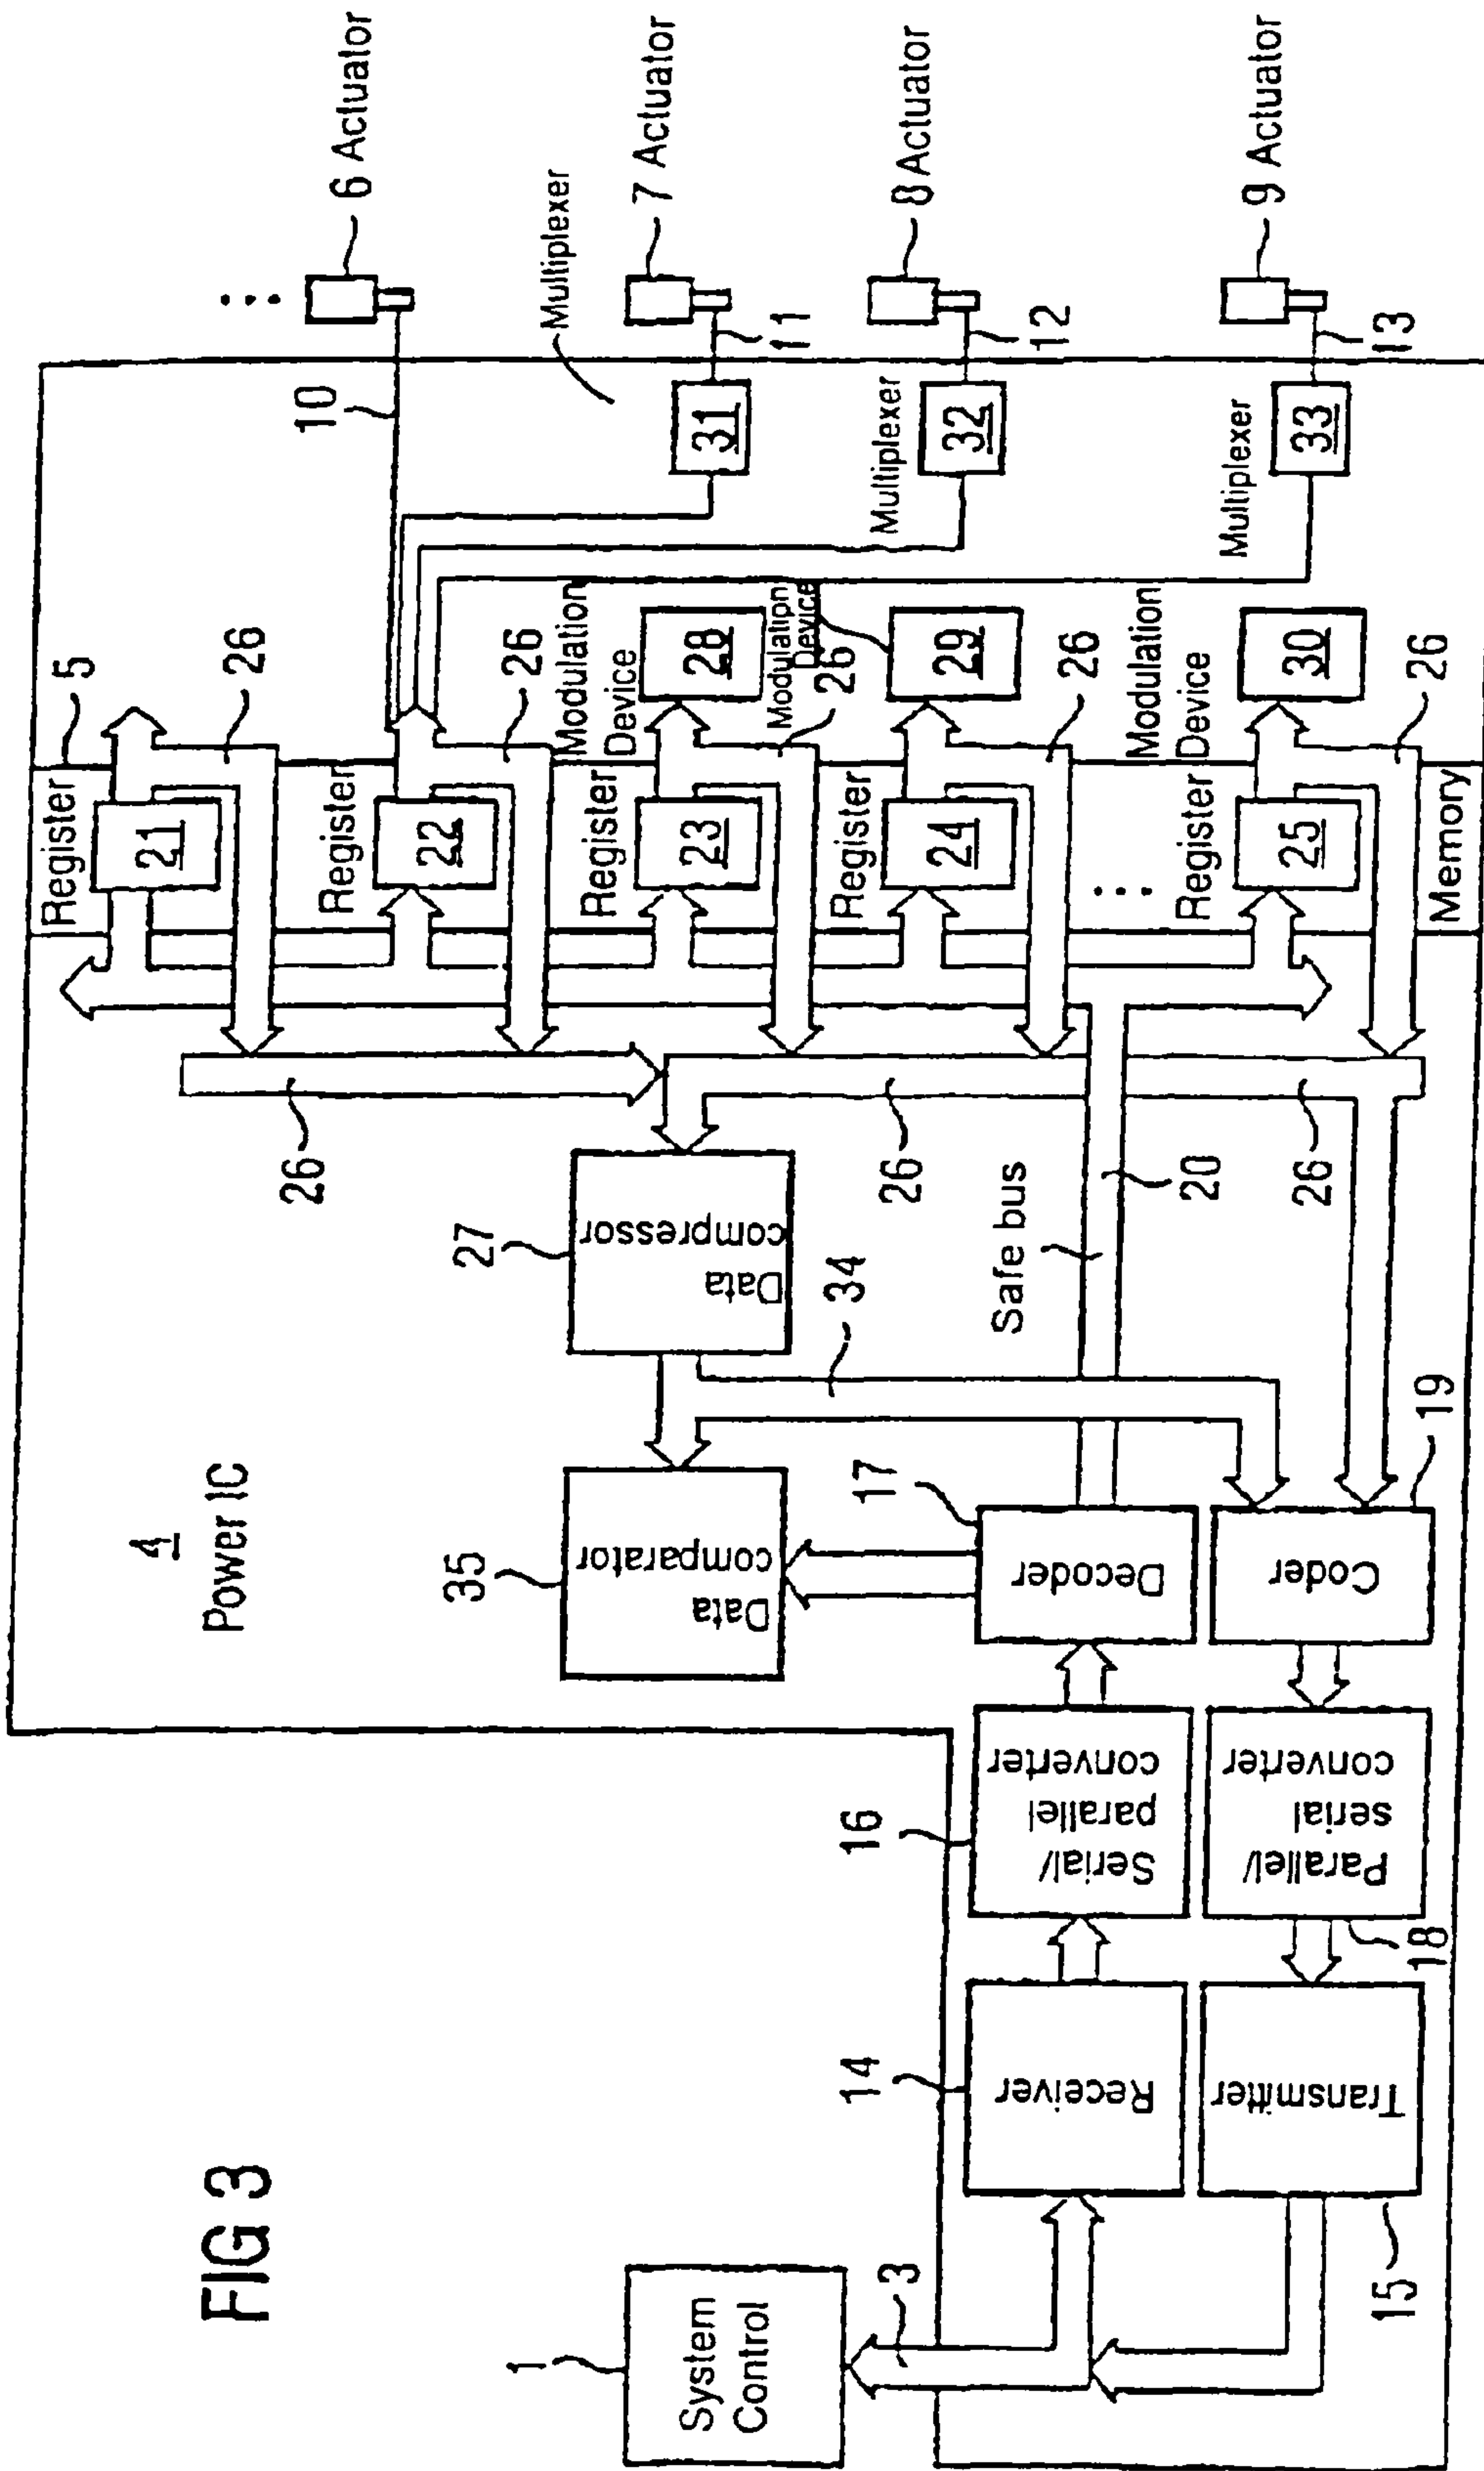 FIG 3
4
Power IC
1
System
Control
3
14
Receiver
15
Transmitter
16
Serial/
parallel
converter
18
Parallel/
serial
converter
17
Decoder
19
Coder
35
Data
comparator
27
Data
compressor
34
Safe bus
20
26
26
26
5
Register
21
26
Register
22
26
Register
23
26
Register
24
26
Register
25
26
Memory
Modulation
Device
28
Modulation
Device
29
Modulation
Device
30
10
Multiplexer
31
11
Multiplexer
32
12
Multiplexer
33
13
6 Actuator
7 Actuator
8 Actuator
9 Actuator